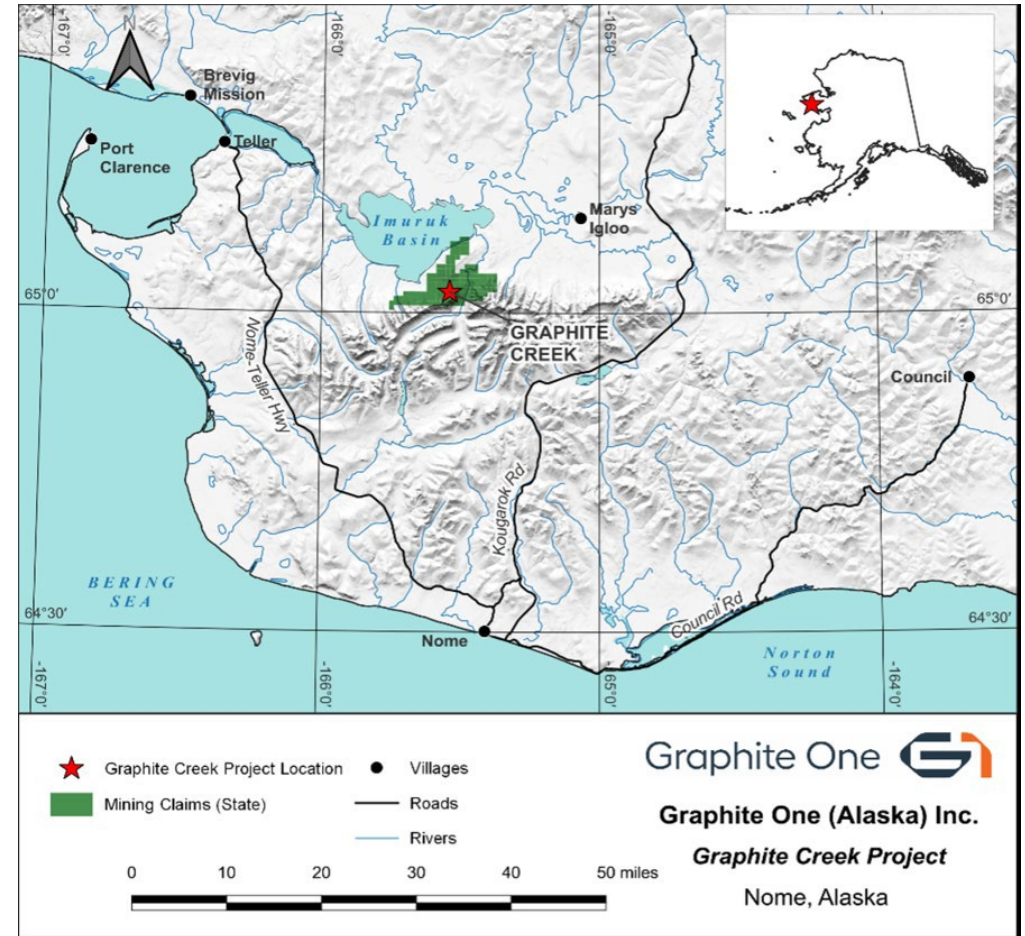 -167°0'
-166°0'
-165°0'
N
Brevig
Mission
Port
Clarence
Teller
Imuruk
Basin
Marys
Igloo
65°0'
65°0'
GRAPHITE
CREEK
Nome-Teller Hwy
Kougarok Rd
Council
BERING
SEA
64°30'
64°30'
Nome
Council Rd
Norton
Sound
-167°0'
-166°0'
-165°0'
-164°0'
Graphite Creek Project Location
Villages
Mining Claims (State)
Roads
Rivers
0 10 20 30 40 50 miles
Graphite One G1
Graphite One (Alaska) Inc.
Graphite Creek Project
Nome, Alaska